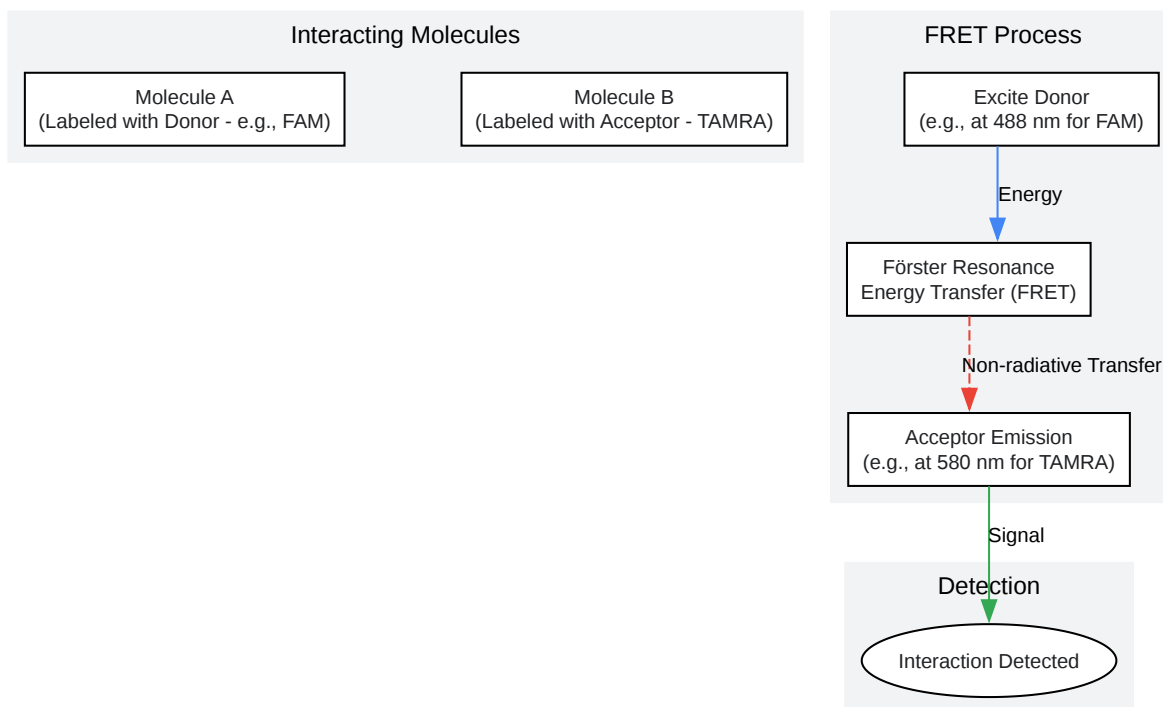 Interacting Molecules
Molecule A
(Labeled with Donor - e.g., FAM)
Molecule B
(Labeled with Acceptor - TAMRA)
FRET Process
Excite Donor
(e.g., at 488 nm for FAM)
Energy
Förster Resonance
Energy Transfer (FRET)
Non-radiative Transfer
Acceptor Emission
(e.g., at 580 nm for TAMRA)
Signal
Detection
Interaction Detected